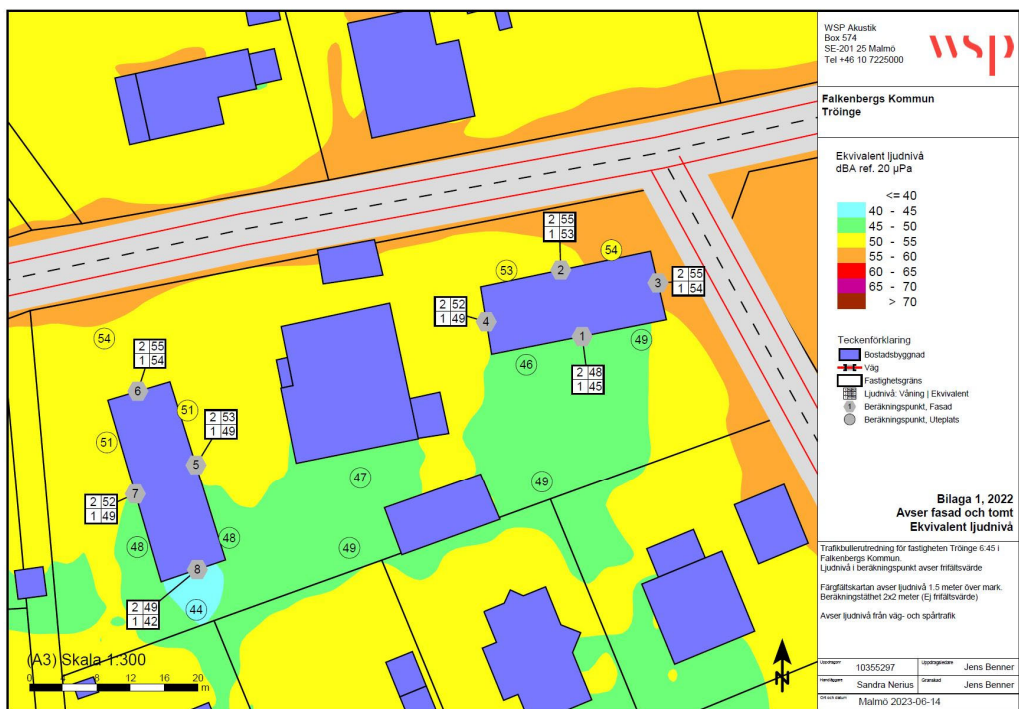 WSP Akustik
Box 574
SE-201 25 Malmö
Tel +46 10 7225000
wsp
Falkenbergs Kommun
Tröinge
Ekvivalent ljudnivå
dBA ref. 20 µPa
<= 40
40 - 45
45 - 50
50 - 55
55 - 60
60 - 65
65 - 70
> 70
Teckenförklaring
Bostadsbyggnad
Väg
Fastighetsgräns
Ljudnivå: Våning | Ekvivalent
1 Beräkningspunkt, Fasad
Beräkningspunkt, Uteplats
Bilaga 1, 2022
Avser fasad och tomt
Ekvivalent ljudnivå
Trafikbullerutredning för fastigheten Tröinge 6:45 i
Falkenbergs Kommun.
Ljudnivå i beräkningspunkt avser frifältsvärde
Färgfältskartan avser ljudnivå 1.5 meter över mark.
Beräkningstäthet 2x2 meter (Ej frifältsvärde)
Avser ljudnivå från väg- och spårtrafik
10355297
Uppdragsledare Jens Benner
Sandra Nerius
Granskad Jens Benner
Ort och datum Malmö 2023-06-14
2 55
1 53
2
54
53
3
2 55
1 54
2 52
1 49
4
1
49
46
2 48
1 45
54
2 55
1 54
6
51
2 53
1 49
51
5
47
49
7
2 52
1 49
48
48
49
8
2 49
1 42
44
(A3) Skala 1:300
0 4 8 12 16 20
m
N